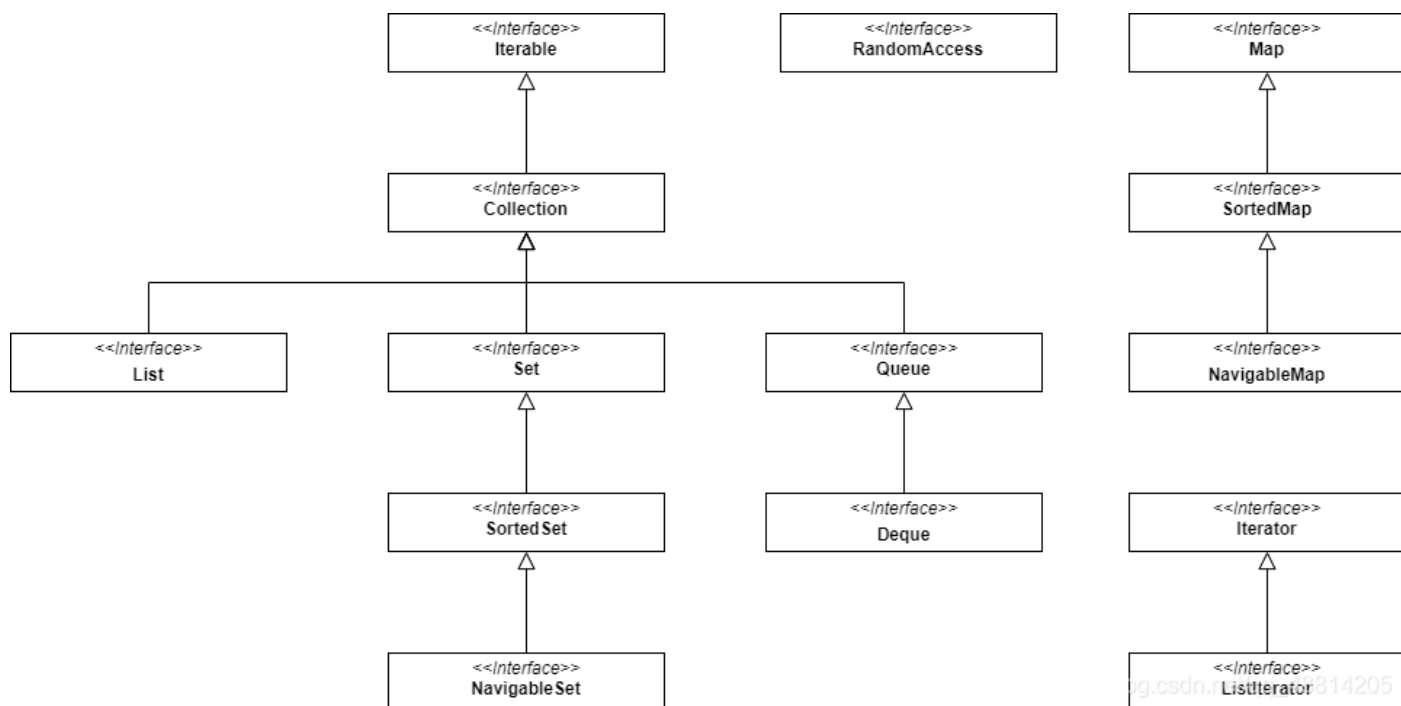 <<Interface>>
Iterable
<<Interface>>
RandomAccess
<<Interface>>
Map
<<Interface>>
Collection
<<Interface>>
SortedMap
<<Interface>>
List
<<Interface>>
Set
<<Interface>>
Queue
<<Interface>>
NavigableMap
<<Interface>>
SortedSet
<<Interface>>
Deque
<<Interface>>
Iterator
<<Interface>>
NavigableSet
<<Interface>>
ListIterator